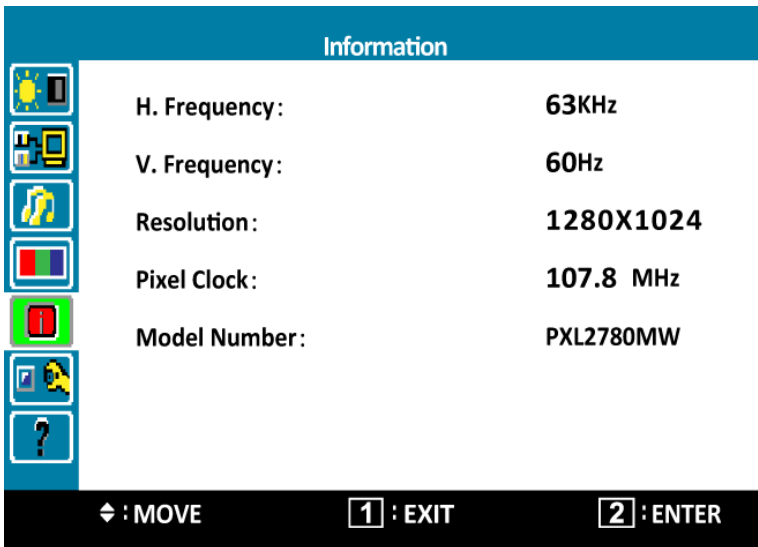 Information
H. Frequency: 63KHz
V. Frequency: 60Hz
Resolution: 1280X1024
Pixel Clock: 107.8 MHz
Model Number: PXL2780MW
: MOVE 1 : EXIT 2 : ENTER